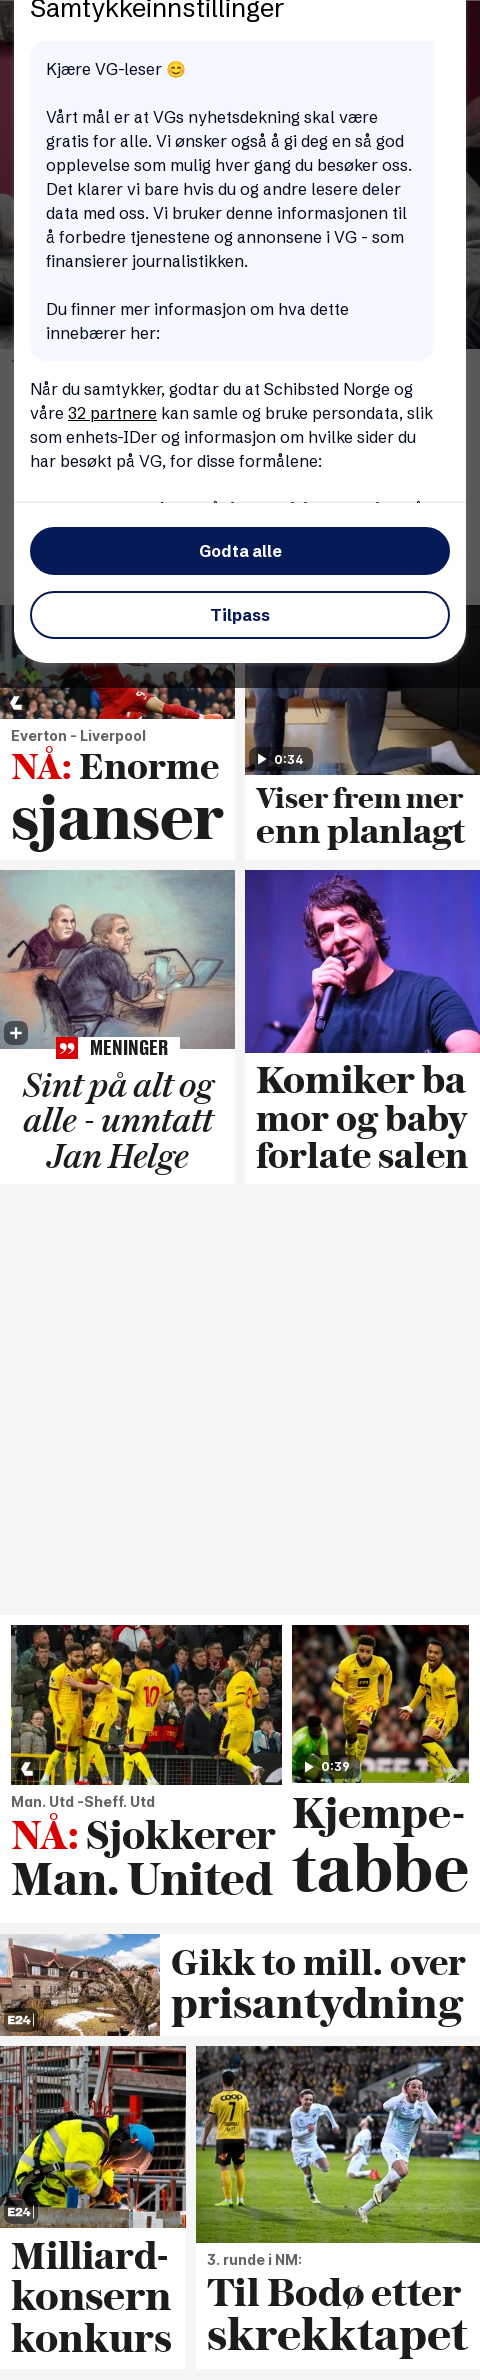 Samtykkeinnstillinger
Kjære VG-leser 😊
Vårt mål er at VGs nyhetsdekning skal være
gratis for alle. Vi ønsker også å gi deg en så god
opplevelse som mulig hver gang du besøker oss.
Det klarer vi bare hvis du og andre lesere deler
data med oss. Vi bruker denne informasjonen til
å forbedre tjenestene og annonsene i VG - som
finansierer journalistikken.
Du finner mer informasjon om hva dette
innebærer her:
Når du samtykker, godtar du at Schibsted Norge og
våre 32 partnere kan samle og bruke persondata, slik
som enhets-IDer og informasjon om hvilke sider du
har besøkt på VG, for disse formålene:
Godta alle
Tilpass
Everton - Liverpool
NÅ: Enorme
sjanser
0:34
Viser frem mer
enn planlagt
MENINGER
Sint på alt og
alle - unntatt
Jan Helge
Komiker ba
mor og baby
forlate salen
Man. Utd -Sheff. Utd
NÅ: Sjokkerer
Man. United
0:39
Kjempe-
tabbe
E24
Gikk to mill. over
prisantydning
E24
Milliard-
konsern
konkurs
coop
7
3. runde i NM:
Til Bodø etter
skrekktapet